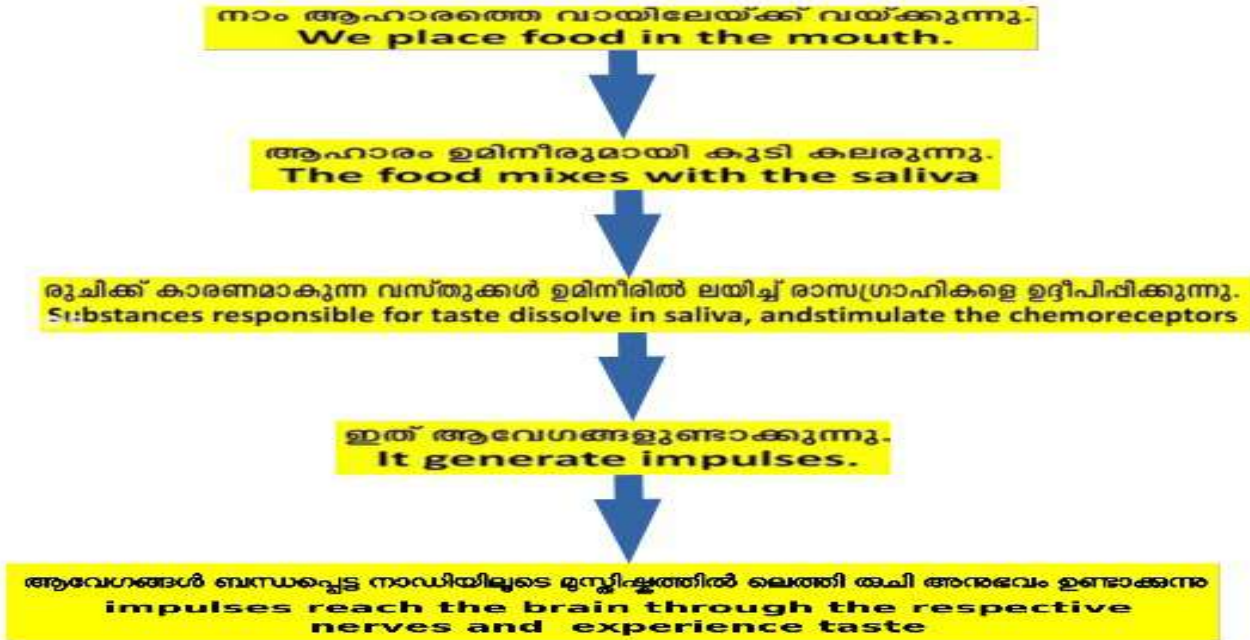 നാം ആഹാരത്തെ വായിലേയ്ക്ക് വയ്ക്കുന്നു.
We place food in the mouth.
ആഹാരം ഉമിനീരുമായി കൂടി കലരുന്നു.
The food mixes with the saliva
രുചിക്ക് കാരണമാകുന്ന വസ്തുക്കൾ ഉമിനീരിൽ ലയിച്ച് രാസഗ്രാഹികളെ ഉദ്ദീപിപ്പിക്കുന്നു.
Substances responsible for taste dissolve in saliva, andstimulate the chemoreceptors
ഇത് ആവേഗങ്ങളുണ്ടാക്കുന്നു.
It generate impulses.
ആവേഗങ്ങൾ ബന്ധപ്പെട്ട നാഡിയിലൂടെ മസ്തിഷ്കത്തിൽ ലെത്തി രുചി അനുഭവം ഉണ്ടാക്കുന്നു
impulses reach the brain through the respective
nerves and experience taste